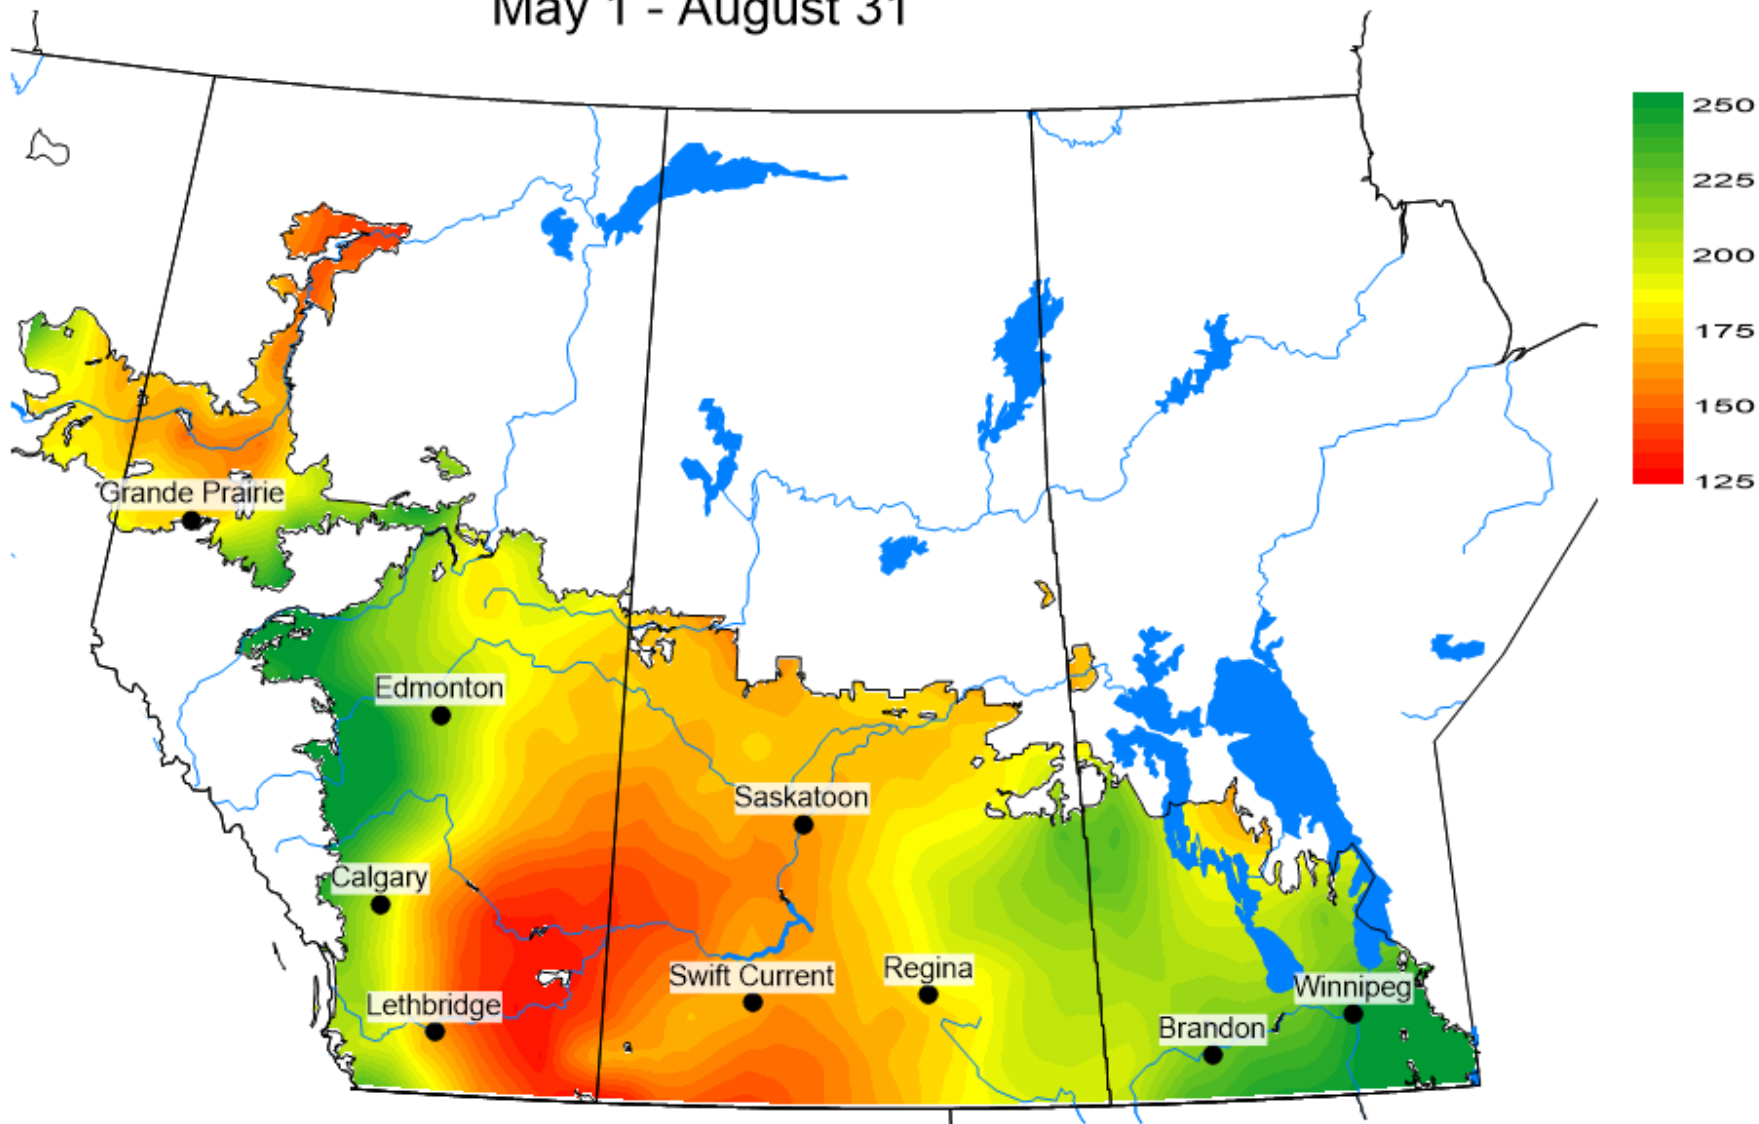 May 1 - August 31
250
225
200
175
150
125
Grande Prairie
Edmonton
Saskatoon
Calgary
Swift Current
Regina
Lethbridge
Winnipeg
Brandon